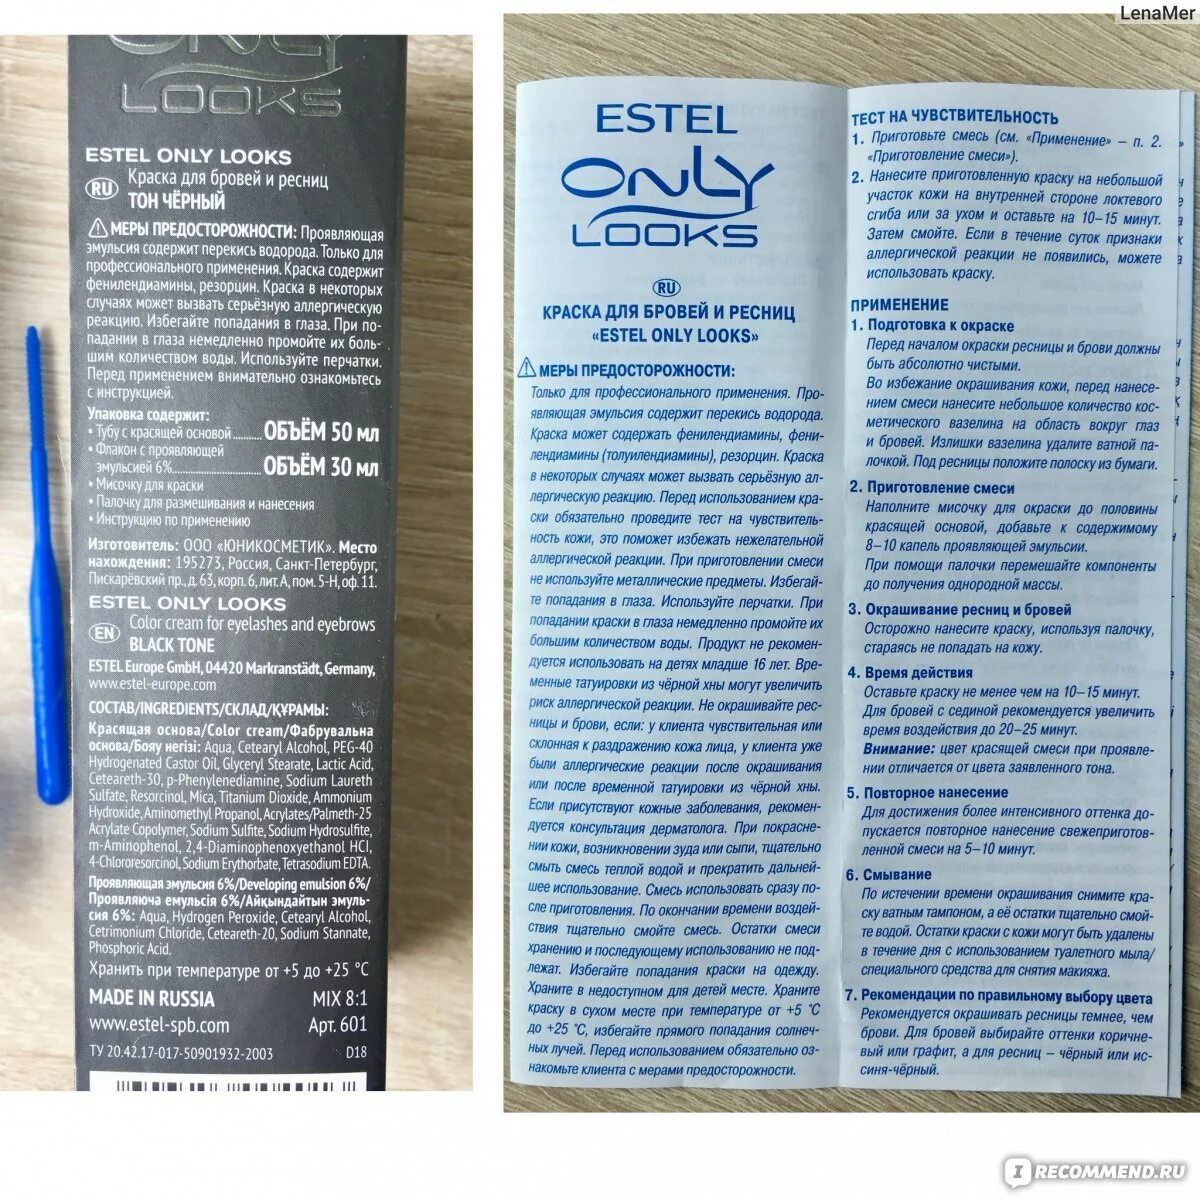 LenaMer
ONLY
LOOKS
ESTEL ONLY LOOKS
RU
Краска для бровей и ресниц
ТОН ЧЁРНЫЙ
МЕРЫ ПРЕДОСТОРОЖНОСТИ: Проявляющая
эмульсия содержит перекись водорода. Только для
профессионального применения. Краска содержит
фенилендиамины, резорцин. Краска в некоторых
случаях может вызвать серьёзную аллергическую
реакцию. Избегайте попадания в глаза. При по-
падании в глаза немедленно промойте их боль-
шим количеством воды. Используйте перчатки.
Перед применением внимательно ознакомьтесь
с инструкцией.
Упаковка содержит:
• Тубу с красящей основой.......ОБЪЁМ 50 мл
• Флакон с проявляющей
эмульсией 6%.......ОБЪЁМ 30 мл
• Мисочку для краски
• Палочку для размешивания и нанесения
• Инструкцию по применению
Изготовитель: ООО «ЮНИКОСМЕТИК». Место
нахождения: 195273, Россия, Санкт-Петербург,
Пискарёвский пр., д. 63, корп. 6, лит. А, пом. 5-Н, оф. 11.
ESTEL ONLY LOOKS
EN
Color cream for eyelashes and eyebrows
BLACK TONE
ESTEL Europe GmbH, 04420 Markranstädt, Germany,
www.estel-europe.com
СОСТАВ/INGREDIENTS/СКЛАД/ҚҰРАМЫ:
Красящая основа/Color cream/Фабрувальна
основа/Бояу негізі: Aqua, Cetearyl Alcohol, PEG-40
Hydrogenated Castor Oil, Glyceryl Stearate, Lactic Acid,
Ceteareth-30, p-Phenylenediamine, Sodium Laureth
Sulfate, Resorcinol, Mica, Titanium Dioxide, Ammonium
Hydroxide, Aminomethyl Propanol, Acrylates/Palmeth-25
Acrylate Copolymer, Sodium Sulfite, Sodium Hydrosulfite,
m-Aminophenol, 2,4-Diaminophenoxyethanol HCl,
4-Chlororesorcinol, Sodium Erythorbate, Tetrasodium EDTA.
Проявляющая эмульсия 6%/Developing emulsion 6%/
Проявляюча емульсія 6%/Айқындайтын эмуль-
сия 6%: Aqua, Hydrogen Peroxide, Cetearyl Alcohol,
Cetrimonium Chloride, Ceteareth-20, Sodium Stannate,
Phosphoric Acid.
Хранить при температуре от +5 до +25 °C
MADE IN RUSSIA MIX 8:1
www.estel-spb.com Арт. 601
ТУ 20.42.17-017-50901932-2003 D18
ESTEL
ONLY
LOOKS
RU
КРАСКА ДЛЯ БРОВЕЙ И РЕСНИЦ
«ESTEL ONLY LOOKS»
МЕРЫ ПРЕДОСТОРОЖНОСТИ:
Только для профессионального применения. Про-
являющая эмульсия содержит перекись водорода.
Краска может содержать фенилендиамины, фени-
лендиамины (толуилендиамины), резорцин. Краска
в некоторых случаях может вызвать серьёзную ал-
лергическую реакцию. Перед использованием кра-
ски обязательно проведите тест на чувствитель-
ность кожи, это поможет избежать нежелательной
аллергической реакции. При приготовлении смеси
не используйте металлические предметы. Избегай-
те попадания в глаза. Используйте перчатки. При
попадании краски в глаза немедленно промойте их
большим количеством воды. Продукт не рекомен-
дуется использовать на детях младше 16 лет. Вре-
менные татуировки из чёрной хны могут увеличить
риск аллергической реакции. Не окрашивайте рес-
ницы и брови, если: у клиента чувствительная или
склонная к раздражению кожа лица, у клиента уже
были аллергические реакции после окрашивания
или после временной татуировки из чёрной хны.
Если присутствуют кожные заболевания, рекомен-
дуется консультация дерматолога. При покрасне-
нии кожи, возникновении зуда или сыпи, тщательно
смыть смесь теплой водой и прекратить дальней-
шее использование. Смесь использовать сразу по-
сле приготовления. По окончании времени воздей-
ствия тщательно смойте смесь. Остатки смеси
хранению и последующему использованию не под-
лежат. Избегайте попадания краски на одежду.
Храните в недоступном для детей месте. Храните
краску в сухом месте при температуре от +5 °C
до +25 °C, избегайте прямого попадания солнеч-
ных лучей. Перед использованием обязательно оз-
накомьте клиента с мерами предосторожности.
ТЕСТ НА ЧУВСТВИТЕЛЬНОСТЬ
1. Приготовьте смесь (см. «Применение» – п. 2.
«Приготовление смеси»).
2. Нанесите приготовленную краску на небольшой
участок кожи на внутренней стороне локтевого
сгиба или за ухом и оставьте на 10–15 минут.
Затем смойте. Если в течение суток признаки
аллергической реакции не появились, можете
использовать краску.
ПРИМЕНЕНИЕ
1. Подготовка к окраске
Перед началом окраски ресницы и брови должны
быть абсолютно чистыми.
Во избежание окрашивания кожи, перед нанесе-
нием смеси нанесите небольшое количество кос-
метического вазелина на область вокруг глаз
и бровей. Излишки вазелина удалите ватной па-
лочкой. Под ресницы положите полоску из бумаги.
2. Приготовление смеси
Наполните мисочку для окраски до половины
красящей основой, добавьте к содержимому
8–10 капель проявляющей эмульсии.
При помощи палочки перемешайте компоненты
до получения однородной массы.
3. Окрашивание ресниц и бровей
Осторожно нанесите краску, используя палочку,
стараясь не попадать на кожу.
4. Время действия
Оставьте краску не менее чем на 10–15 минут.
Для бровей с сединой рекомендуется увеличить
время воздействия до 20–25 минут.
Внимание: цвет красящей смеси при проявле-
нии отличается от цвета заявленного тона.
5. Повторное нанесение
Для достижения более интенсивного оттенка до-
пускается повторное нанесение свежеприготов-
ленной смеси на 5–10 минут.
6. Смывание
По истечении времени окрашивания снимите кра-
ску ватным тампоном, а её остатки тщательно смой-
те водой. Остатки краски с кожи могут быть удалены
в течение дня с использованием туалетного мыла/
специального средства для снятия макияжа.
7. Рекомендации по правильному выбору цвета
Рекомендуется окрашивать ресницы темнее, чем
брови. Для бровей выбирайте оттенки коричне-
вый или графит, а для ресниц – чёрный или ис-
синя-чёрный.
I RECOMMEND.RU